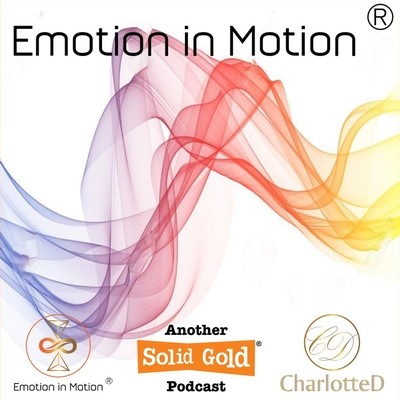 Emotion in Motion ®
Another
Solid Gold ®
Podcast
Emotion in Motion ®
CD
CharlotteD